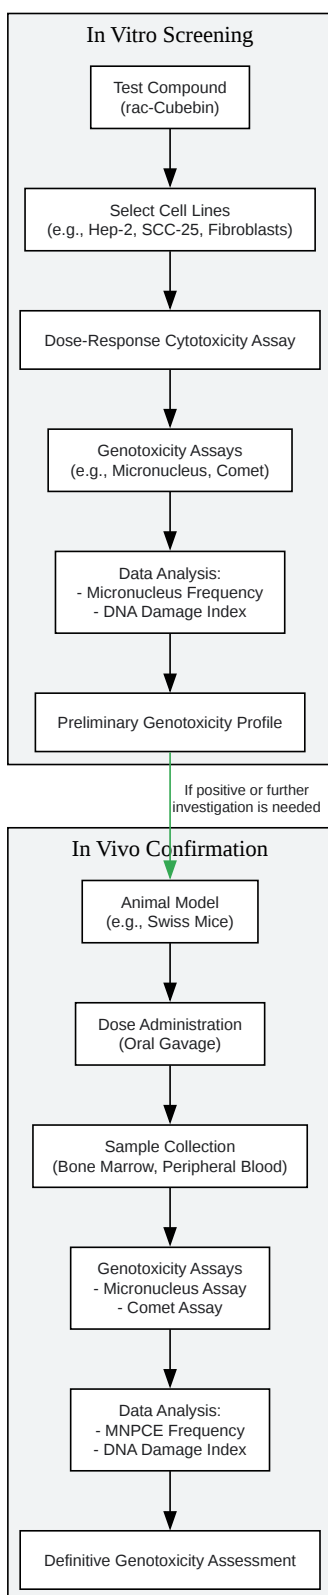 In Vitro Screening
Test Compound
(rac-Cubebin)
Select Cell Lines
(e.g., Hep-2, SCC-25, Fibroblasts)
Dose-Response Cytotoxicity Assay
Genotoxicity Assays
(e.g., Micronucleus, Comet)
Data Analysis:
- Micronucleus Frequency
- DNA Damage Index
Preliminary Genotoxicity Profile
If positive or further
investigation is needed
In Vivo Confirmation
Animal Model
(e.g., Swiss Mice)
Dose Administration
(Oral Gavage)
Sample Collection
(Bone Marrow, Peripheral Blood)
Genotoxicity Assays
- Micronucleus Assay
- Comet Assay
Data Analysis:
- MNPCE Frequency
- DNA Damage Index
Definitive Genotoxicity Assessment